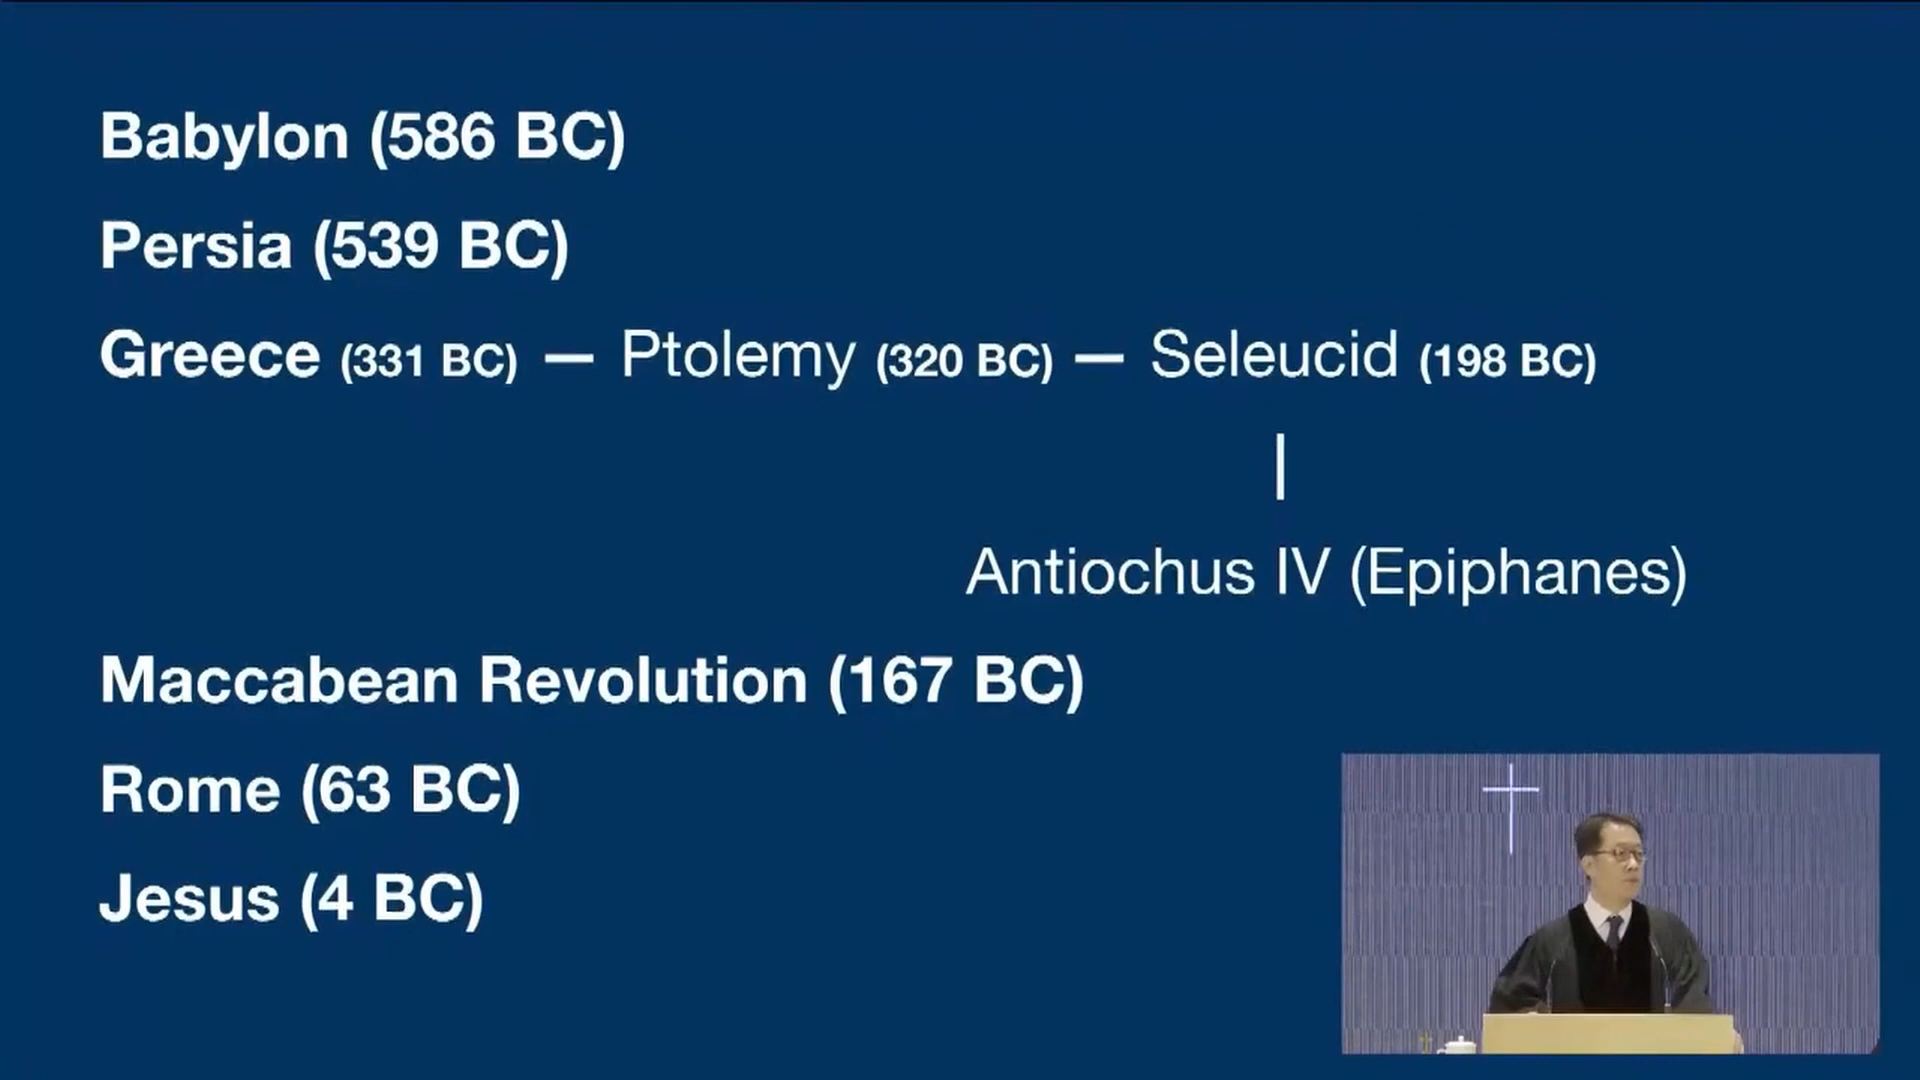 Babylon (586 BC)
Persia (539 BC)
Greece (331 BC) — Ptolemy (320 BC) — Seleucid (198 BC)
|
Antiochus IV (Epiphanes)
Maccabean Revolution (167 BC)
Rome (63 BC)
Jesus (4 BC)